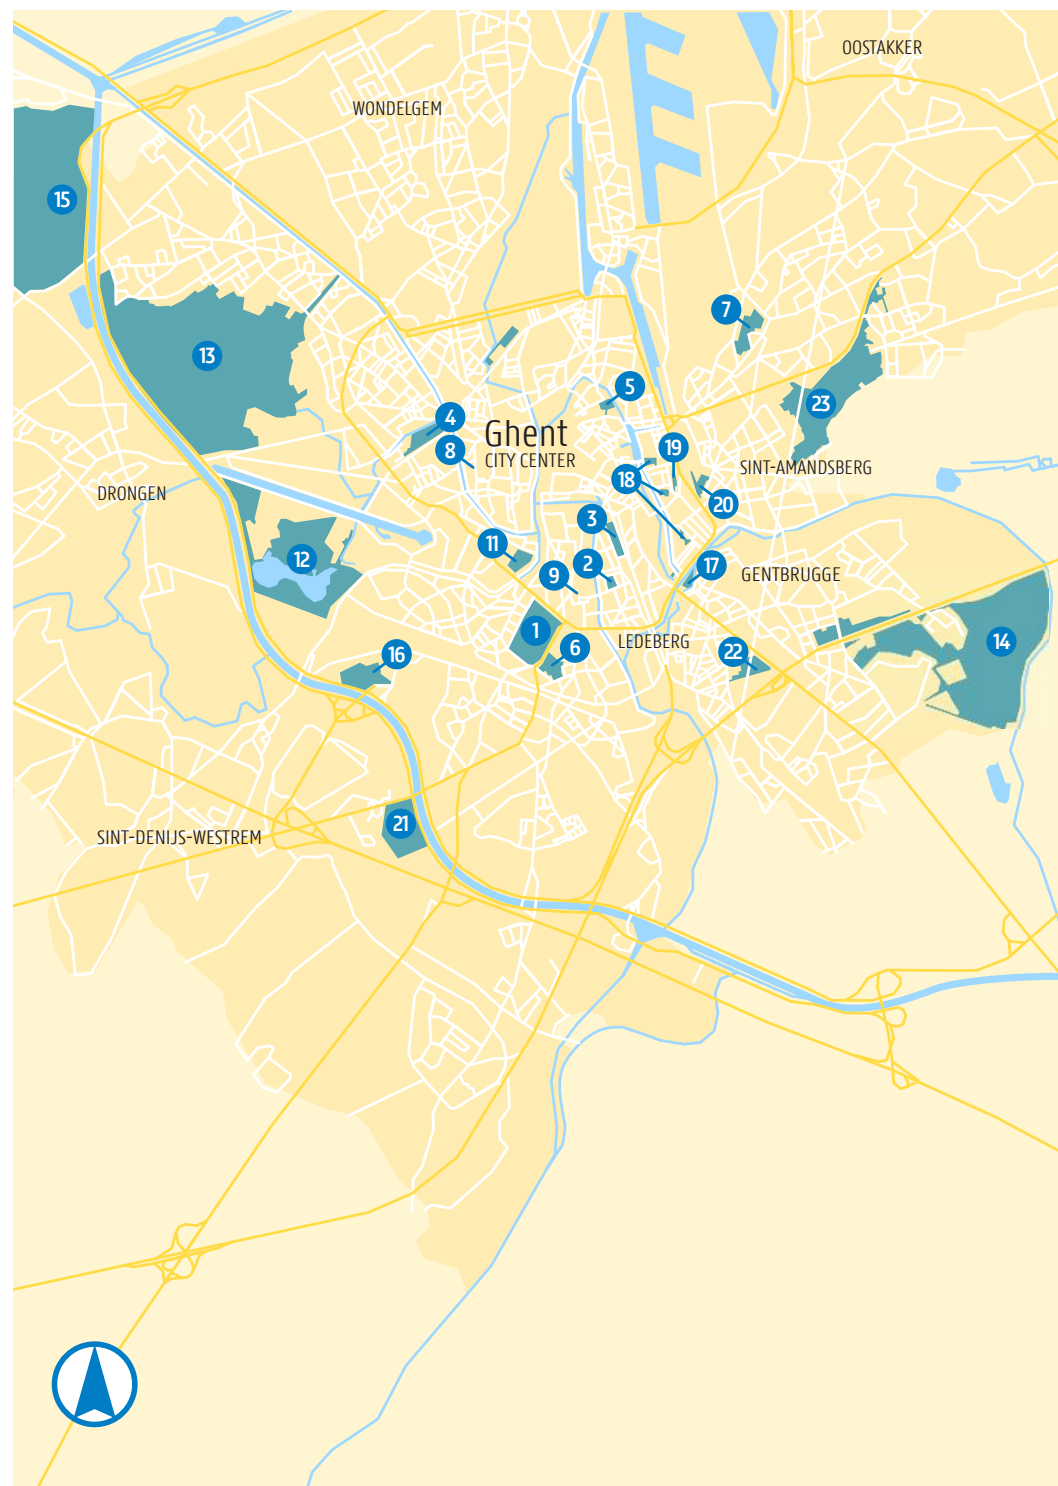 OOSTAKKER
WONDELGEM
15
7
13
5
23
4
Ghent
CITY CENTER
8
19
SINT-AMANDSBERG
18
DRONGEN
20
3
11
12
2
17
9
GENTBRUGGE
1
LEDEBERG
14
6
22
16
21
SINT-DENIJS-WESTREM